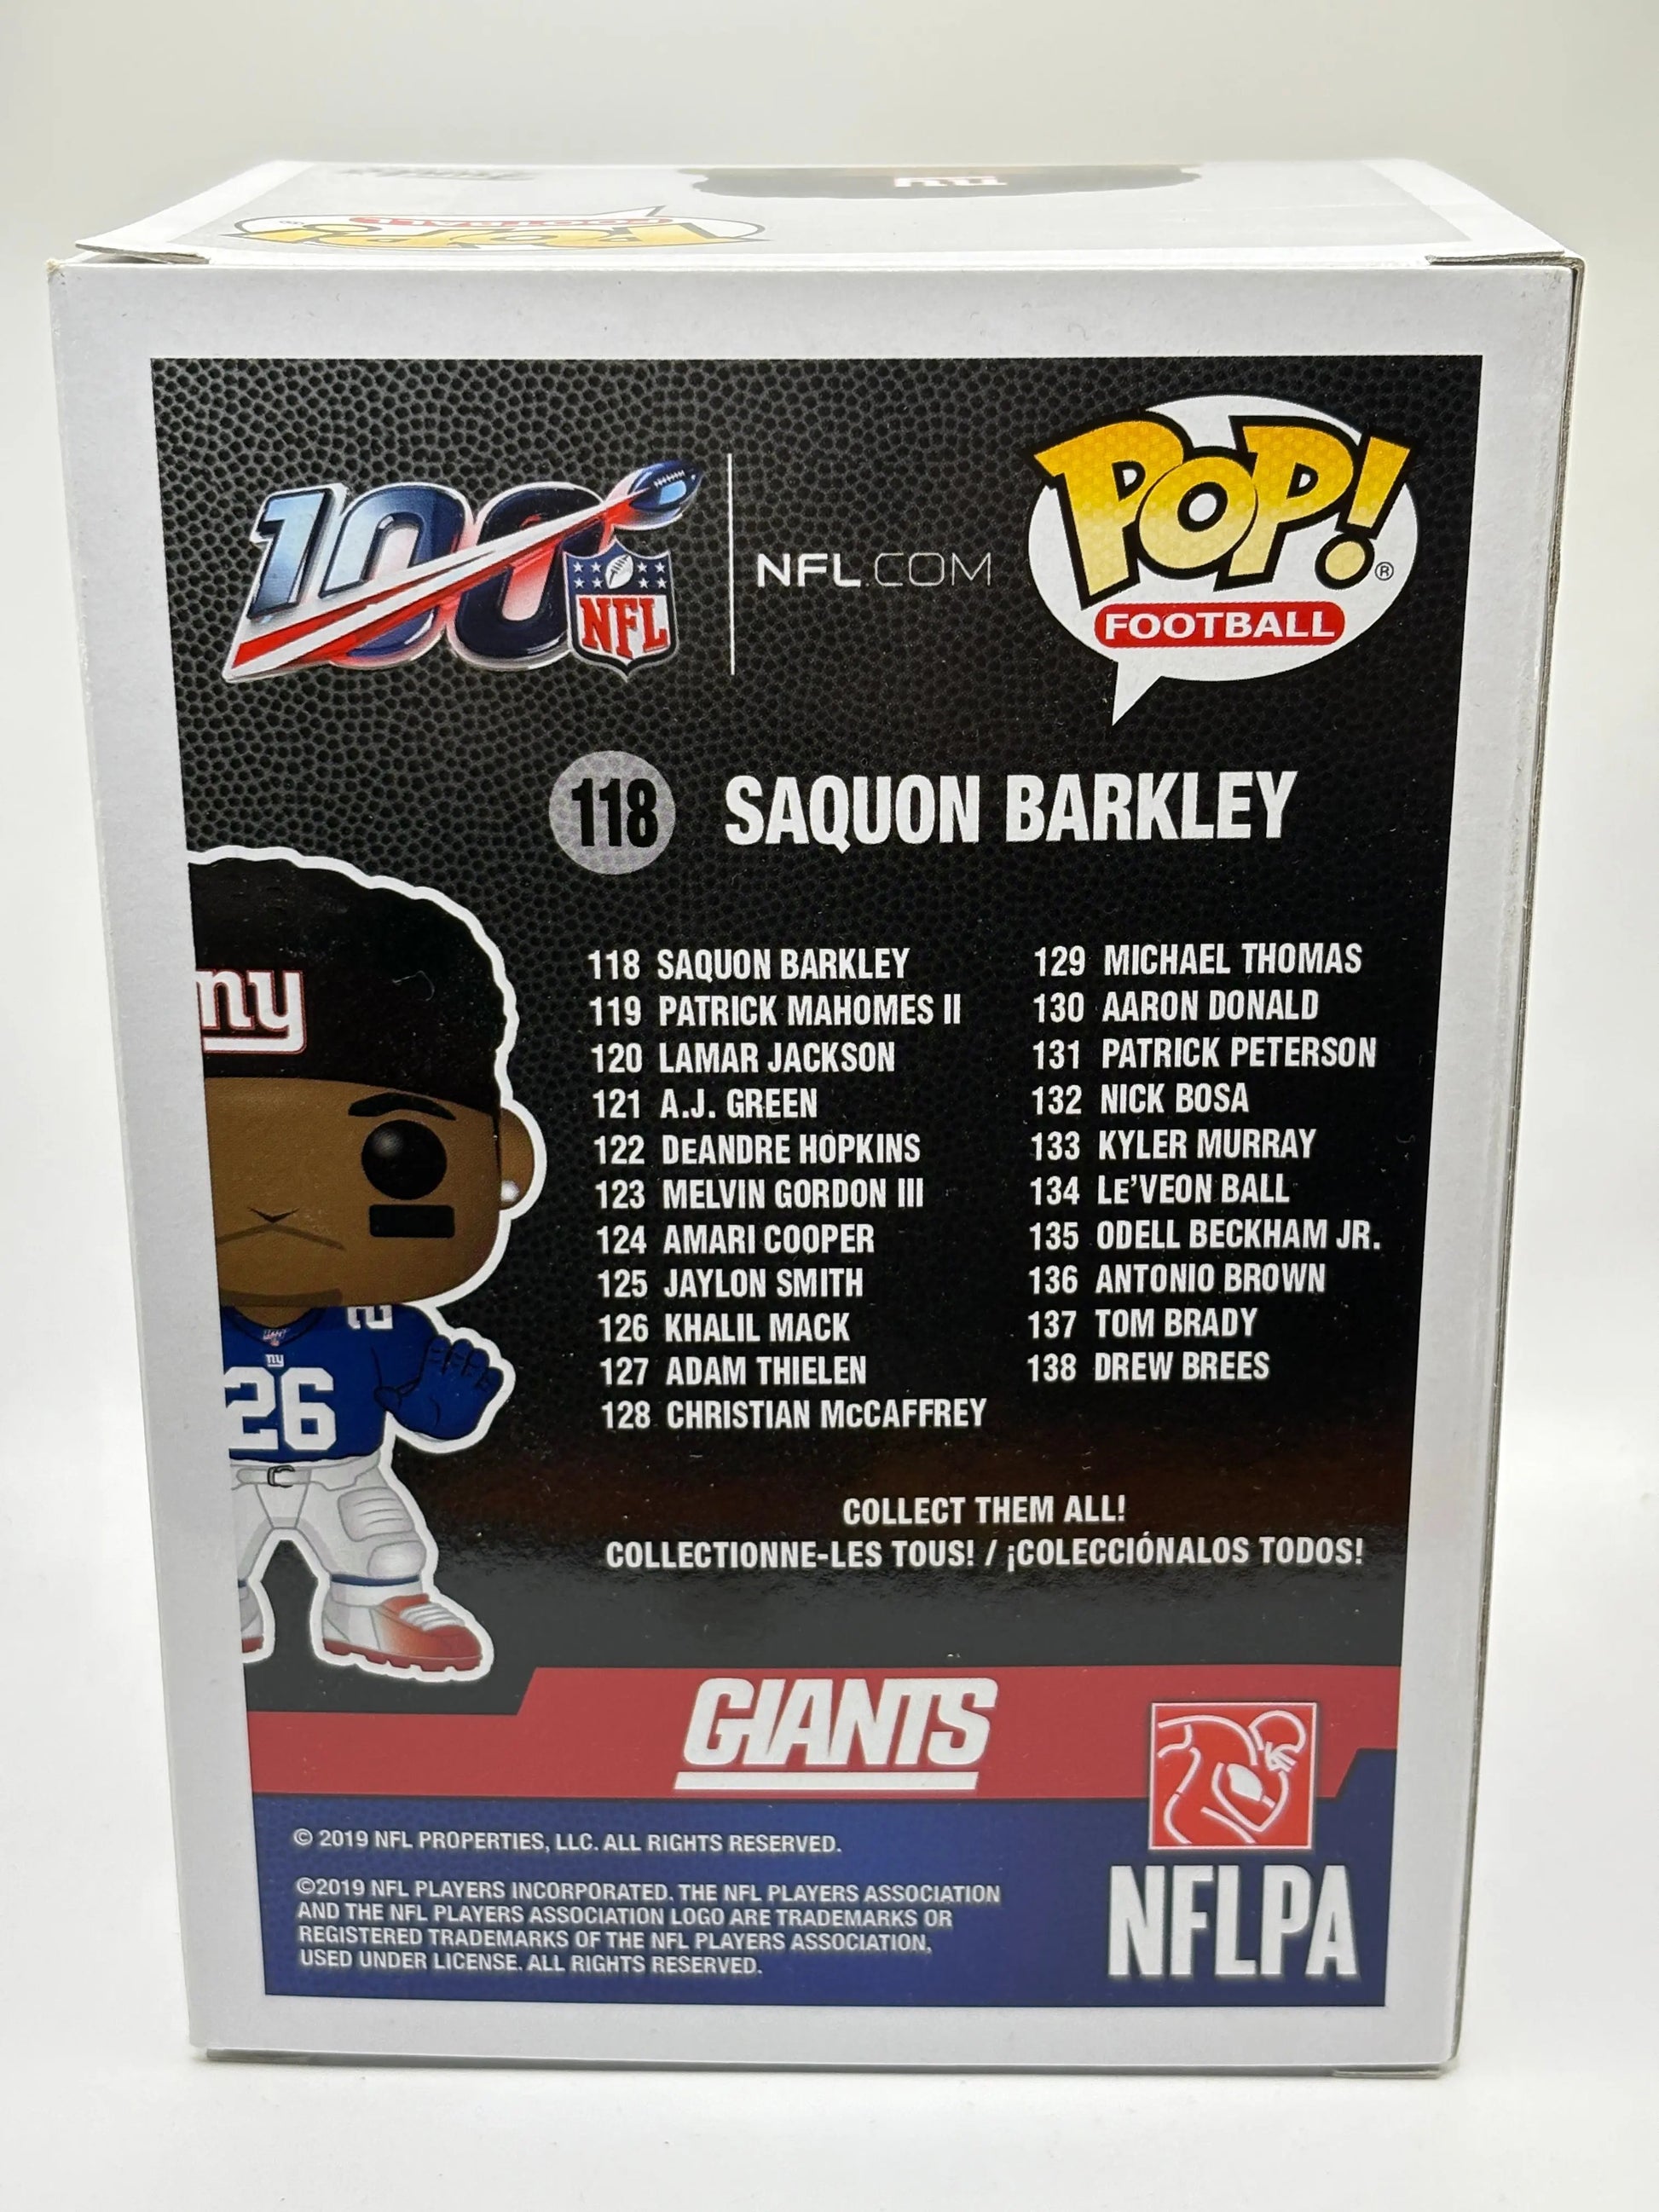 POP!
FOOTBALL
ny
100
NFL
NFL.COM
POP!®
FOOTBALL
118 SAQUON BARKLEY
118 SAQUON BARKLEY
119 PATRICK MAHOMES II
120 LAMAR JACKSON
121 A.J. GREEN
122 DEANDRE HOPKINS
123 MELVIN GORDON III
124 AMARI COOPER
125 JAYLON SMITH
126 KHALIL MACK
127 ADAM THIELEN
128 CHRISTIAN McCAFFREY
129 MICHAEL THOMAS
130 AARON DONALD
131 PATRICK PETERSON
132 NICK BOSA
133 KYLER MURRAY
134 LE'VEON BALL
135 ODELL BECKHAM JR.
136 ANTONIO BROWN
137 TOM BRADY
138 DREW BREES
ny
2
ny
26
COLLECT THEM ALL!
COLLECTIONNE-LES TOUS! / ¡COLECCIÓNALOS TODOS!
GIANTS
© 2019 NFL PROPERTIES, LLC. ALL RIGHTS RESERVED.
©2019 NFL PLAYERS INCORPORATED. THE NFL PLAYERS ASSOCIATION
AND THE NFL PLAYERS ASSOCIATION LOGO ARE TRADEMARKS OR
REGISTERED TRADEMARKS OF THE NFL PLAYERS ASSOCIATION,
USED UNDER LICENSE. ALL RIGHTS RESERVED.
NFLPA